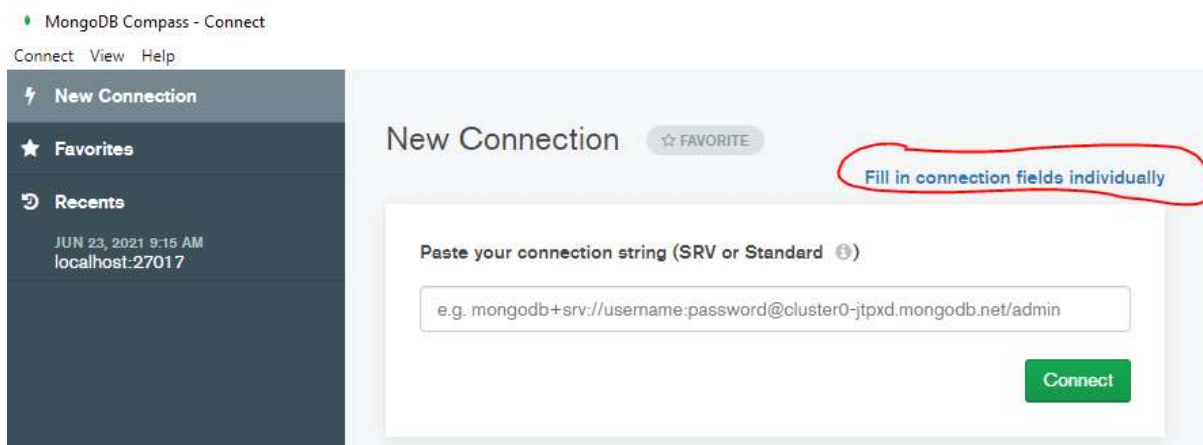 MongoDB Compass - Connect
Connect View Help
New Connection
Favorites
Recents
JUN 23, 2021 9:15 AM
localhost:27017
New Connection FAVORITE
Fill in connection fields individually
Paste your connection string (SRV or Standard )
e.g. mongodb+srv://username:password@cluster0-jtpxd.mongodb.net/admin
Connect